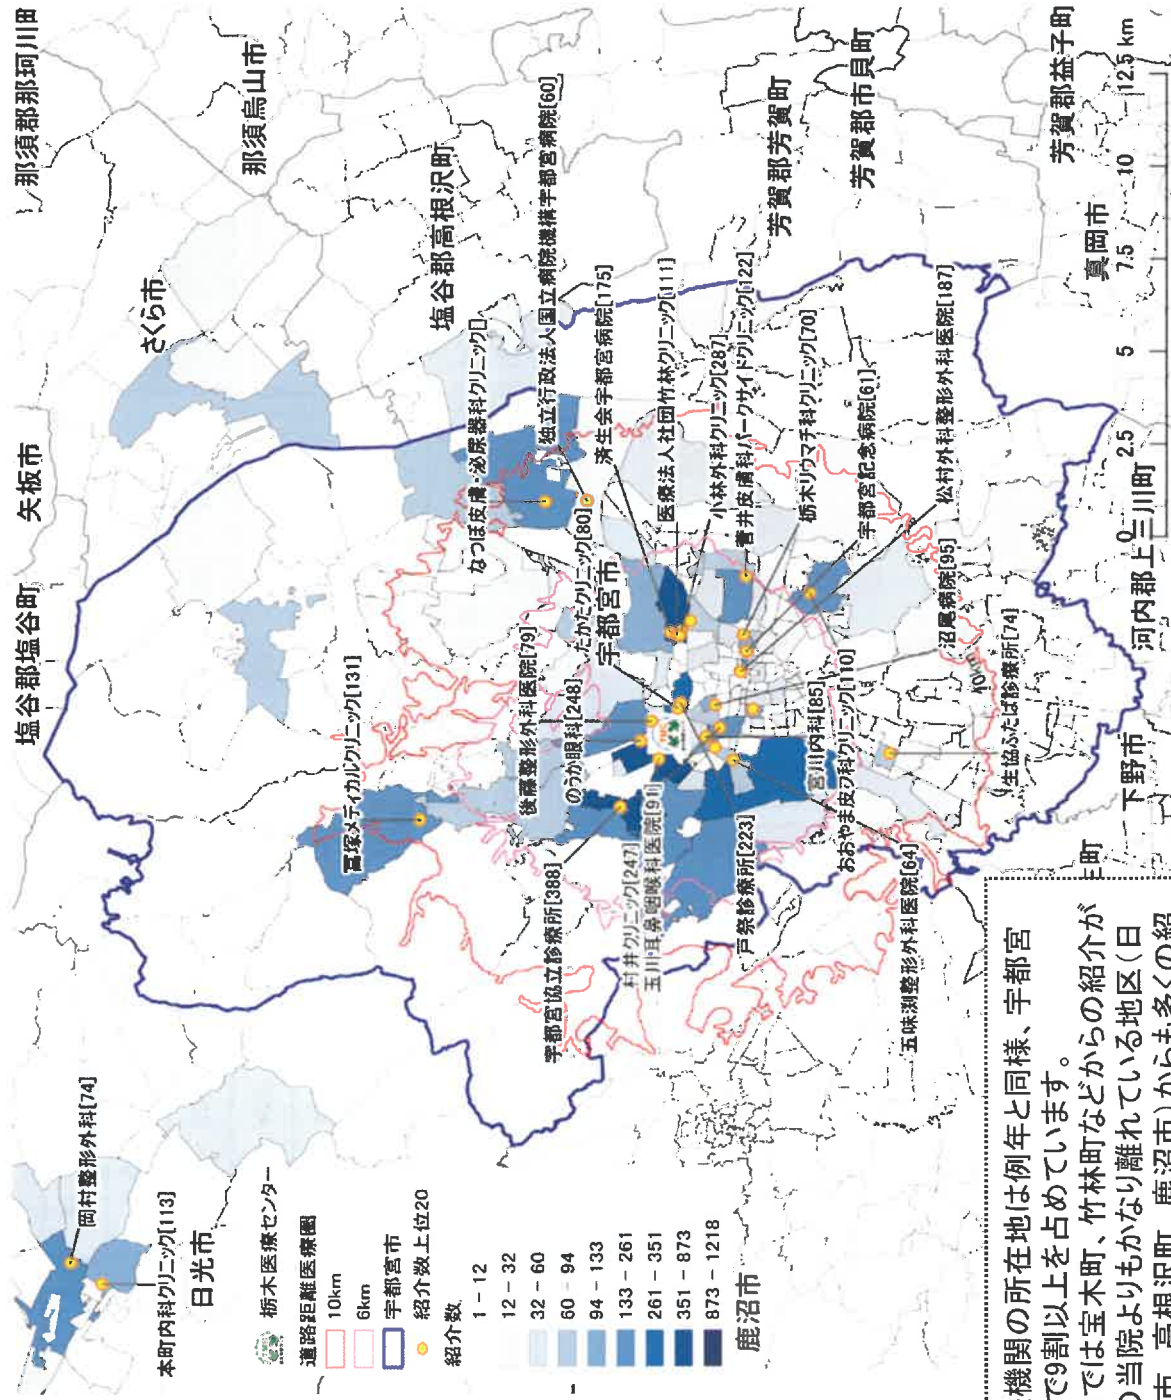 那須郡那珂川町
那須烏山市
さくら市
矢板市
塩谷郡塩谷町
塩谷郡高根沢町
芳賀郡芳賀町
芳賀郡市貝町
芳賀郡益子町
真岡市
河内郡上三川町
下野市
宇都宮市
日光市
鹿沼市
岡村整形外科[74]
本町内科クリニック[113]
高塚メディカルクリニック[131]
後藤整形外科医院[79]
のうか眼科[248]
たかたクリニック[80]
なつぼ皮膚・泌尿器科クリニック[]
独立行政法人国立病院機構宇都宮病院[60]
済生会宇都宮病院[175]
医療法人社団竹林クリニック[111]
小林外科クリニック[287]
菅井皮膚科パークサイドクリニック[122]
栃木リウマチ科クリニック[70]
宇都宮記念病院[61]
松村外科整形外科医院[187]
沼尾病院[95]
生協ふたば診療所[74]
宮川内科[85]
おおやま皮フ科クリニック[110]
五味渕整形外科医院[64]
戸祭診療所[223]
玉川耳鼻咽喉科医院[91]
村井クリニック[247]
宇都宮協立診療所[388]
10km
栃木医療センター
道路距離医療圏
10km
6km
宇都宮市
紹介数上位20
紹介数
1 - 12
12 - 32
32 - 60
60 - 94
94 - 133
133 - 261
261 - 351
351 - 873
873 - 1218
0 2.5 5 7.5 10 12.5 km
機関の所在地は例年と同様、宇都宮
で9割以上を占めています。
では宝木町、竹林町などからの紹介が
の当院よりもかなり離れている地区（日
市、高根沢町、鹿沼市）からも多くの紹